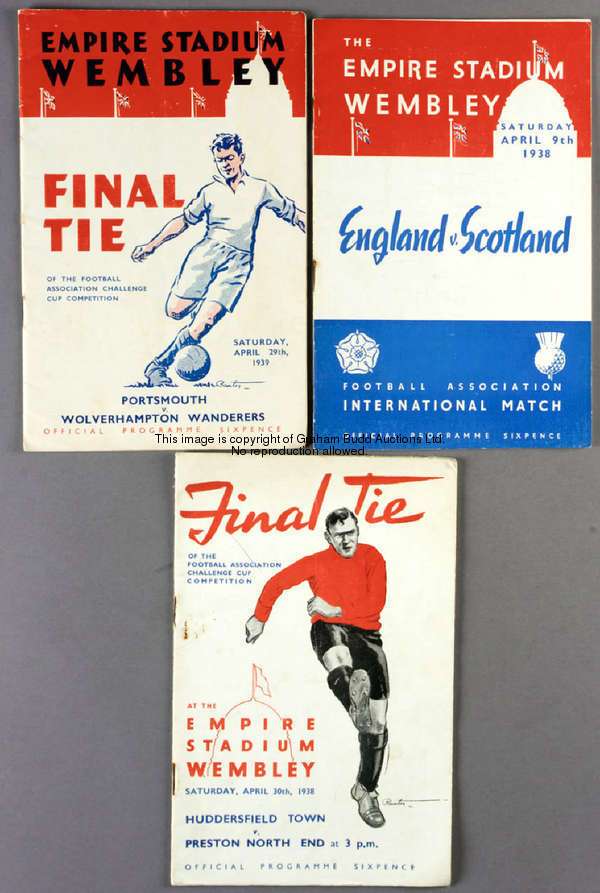 EMPIRE STADIUM
WEMBLEY
FINAL
TIE
OF THE FOOTBALL
ASSOCIATION CHALLENGE
CUP COMPETITION
SATURDAY,
APRIL 29th,
1939
PORTSMOUTH
v.
WOLVERHAMPTON WANDERERS
OFFICIAL PROGRAMME SIXPENCE
THE
EMPIRE STADIUM
WEMBLEY
SATURDAY
APRIL 9th
1938
England v. Scotland
FOOTBALL ASSOCIATION
INTERNATIONAL MATCH
OFFICIAL PROGRAMME SIXPENCE
This image is copyright of Graham Budd Auctions Ltd.
No reproduction allowed.
Final Tie
OF THE
FOOTBALL ASSOCIATION
CHALLENGE CUP
COMPETITION
AT THE
EMPIRE
STADIUM
WEMBLEY
SATURDAY, APRIL 30th, 1938
HUDDERSFIELD TOWN
v.
PRESTON NORTH END at 3 p.m.
OFFICIAL PROGRAMME SIXPENCE